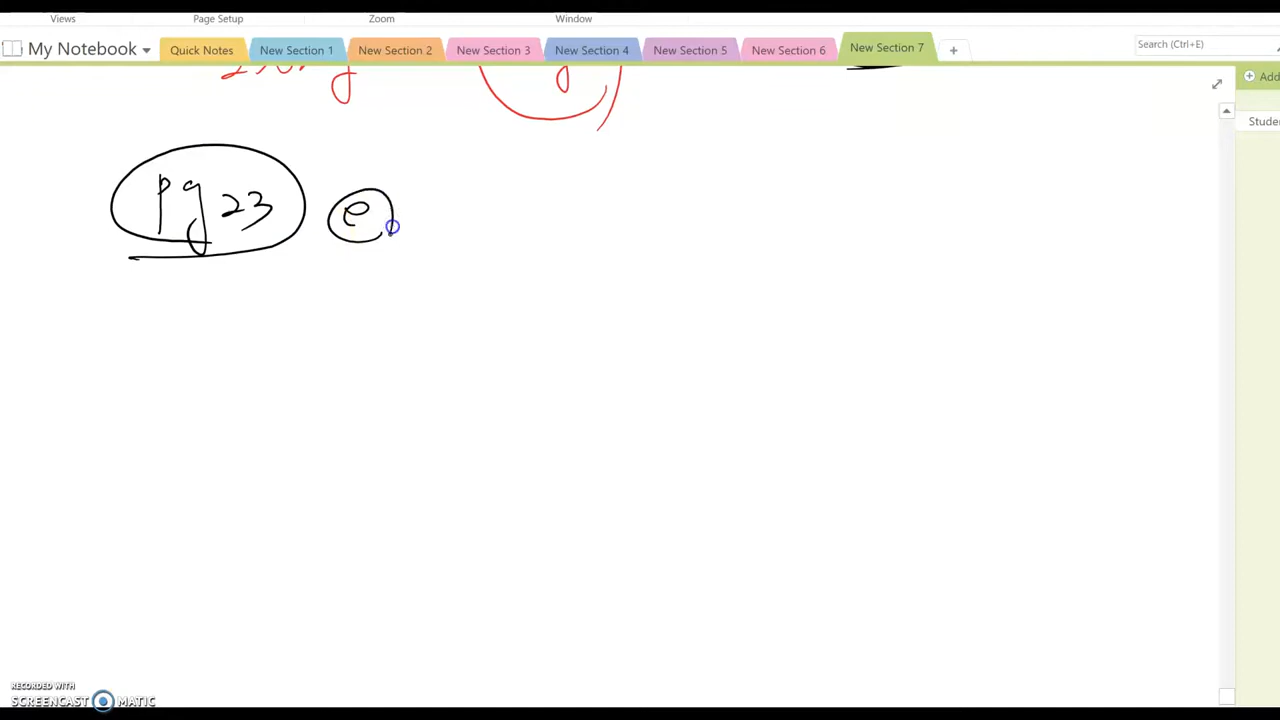 Views Page Setup Zoom Window
My Notebook Quick Notes New Section 1 New Section 2 New Section 3 New Section 4 New Section 5 New Section 6 New Section 7 + Search (Ctrl+E)
Add
Studen
pg 23 e
RECORDED WITH
SCREENCAST MATIC